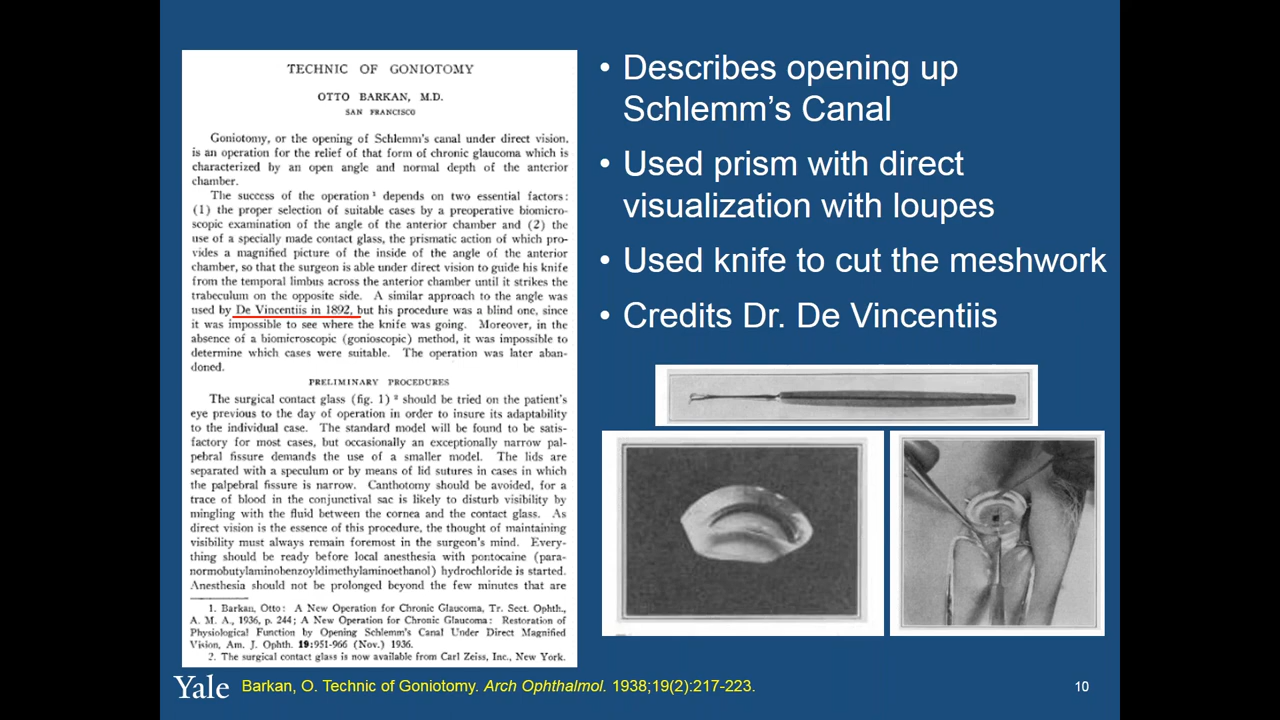 TECHNIC OF GONIOTOMY
OTTO BARKAN, M.D.
SAN FRANCISCO
Goniotomy, or the opening of Schlemm's canal under direct vision,
is an operation for the relief of that form of chronic glaucoma which is
characterized by an open angle and normal depth of the anterior
chamber.
The success of the operation ¹ depends on two essential factors:
(1) the proper selection of suitable cases by a preoperative biomicro-
scopic examination of the angle of the anterior chamber and (2) the
use of a specially made contact glass, the prismatic action of which pro-
vides a magnified picture of the inside of the angle of the anterior
chamber, so that the surgeon is able under direct vision to guide his knife
from the temporal limbus across the anterior chamber until it strikes the
trabeculum on the opposite side. A similar approach to the angle was
used by De Vincentiis in 1892, but his procedure was a blind one, since
it was impossible to see where the knife was going. Moreover, in the
absence of a biomicroscopic (gonioscopic) method, it was impossible to
determine which cases were suitable. The operation was later aban-
doned.
PRELIMINARY PROCEDURES
The surgical contact glass (fig. 1) ² should be tried on the patient's
eye previous to the day of operation in order to insure its adaptability
to the individual case. The standard model will be found to be satis-
factory for most cases, but occasionally an exceptionally narrow pal-
pebral fissure demands the use of a smaller model. The lids are
separated with a speculum or by means of lid sutures in cases in which
the palpebral fissure is narrow. Canthotomy should be avoided, for a
trace of blood in the conjunctival sac is likely to disturb visibility by
mingling with the fluid between the cornea and the contact glass. As
direct vision is the essence of this procedure, the thought of maintaining
visibility must always remain foremost in the surgeon's mind. Every-
thing should be ready before local anesthesia with pontocaine (para-
normobutylaminobenzoyldimethylaminoethanol) hydrochloride is started.
Anesthesia should not be prolonged beyond the few minutes that are
1. Barkan, Otto: A New Operation for Chronic Glaucoma, Tr. Sect. Ophth.,
A. M. A., 1936, p. 244; A New Operation for Chronic Glaucoma: Restoration of
Physiological Function by Opening Schlemm's Canal Under Direct Magnified
Vision, Am. J. Ophth. 19:951-966 (Nov.) 1936.
2. The surgical contact glass is now available from Carl Zeiss, Inc., New York.
• Describes opening up
Schlemm's Canal
• Used prism with direct
visualization with loupes
• Used knife to cut the meshwork
• Credits Dr. De Vincentiis
Yale
Barkan, O. Technic of Goniotomy. Arch Ophthalmol. 1938;19(2):217-223.
10